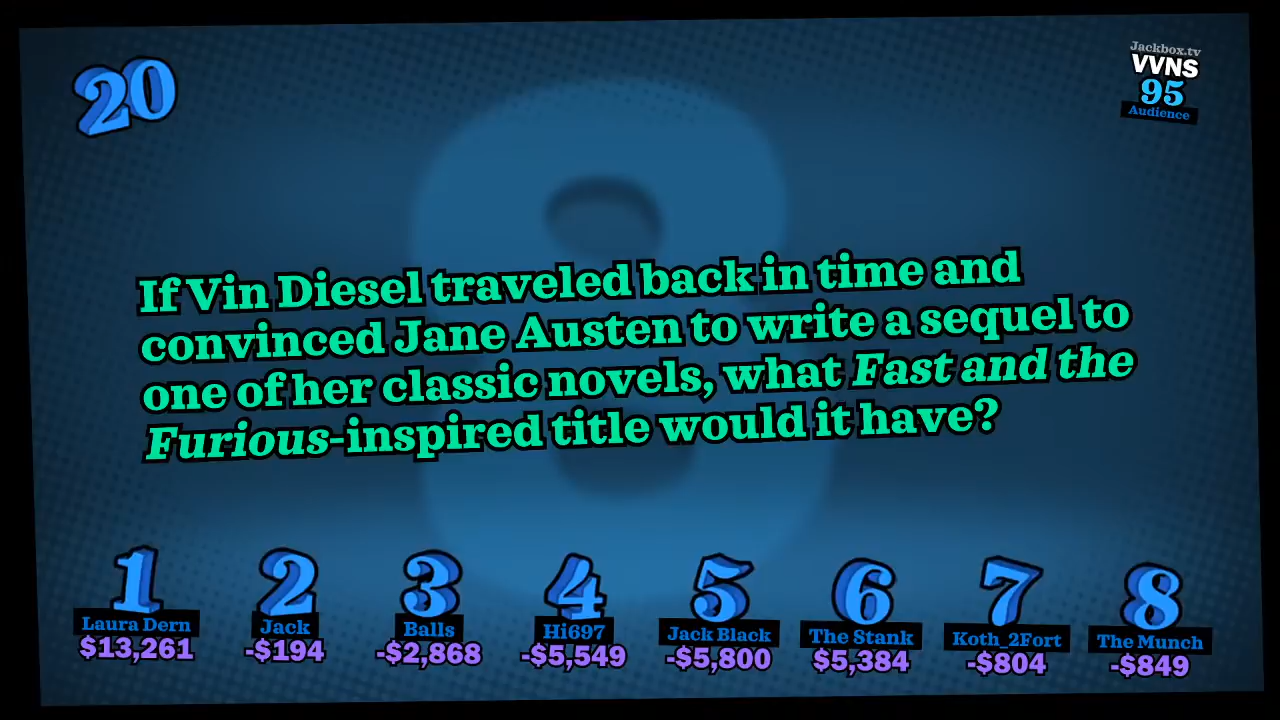 20
Jackbox.tv
VVNS
95
Audience
If Vin Diesel traveled back in time and
convinced Jane Austen to write a sequel to
one of her classic novels, what Fast and the
Furious-inspired title would it have?
8
1 2 3 4 5 6 7 8
Laura Dern Jack Balls Hi697 Jack Black The Stank Koth_2Fort The Munch
$13,261 -$194 -$2,868 -$5,549 -$5,800 $5,384 -$804 -$849